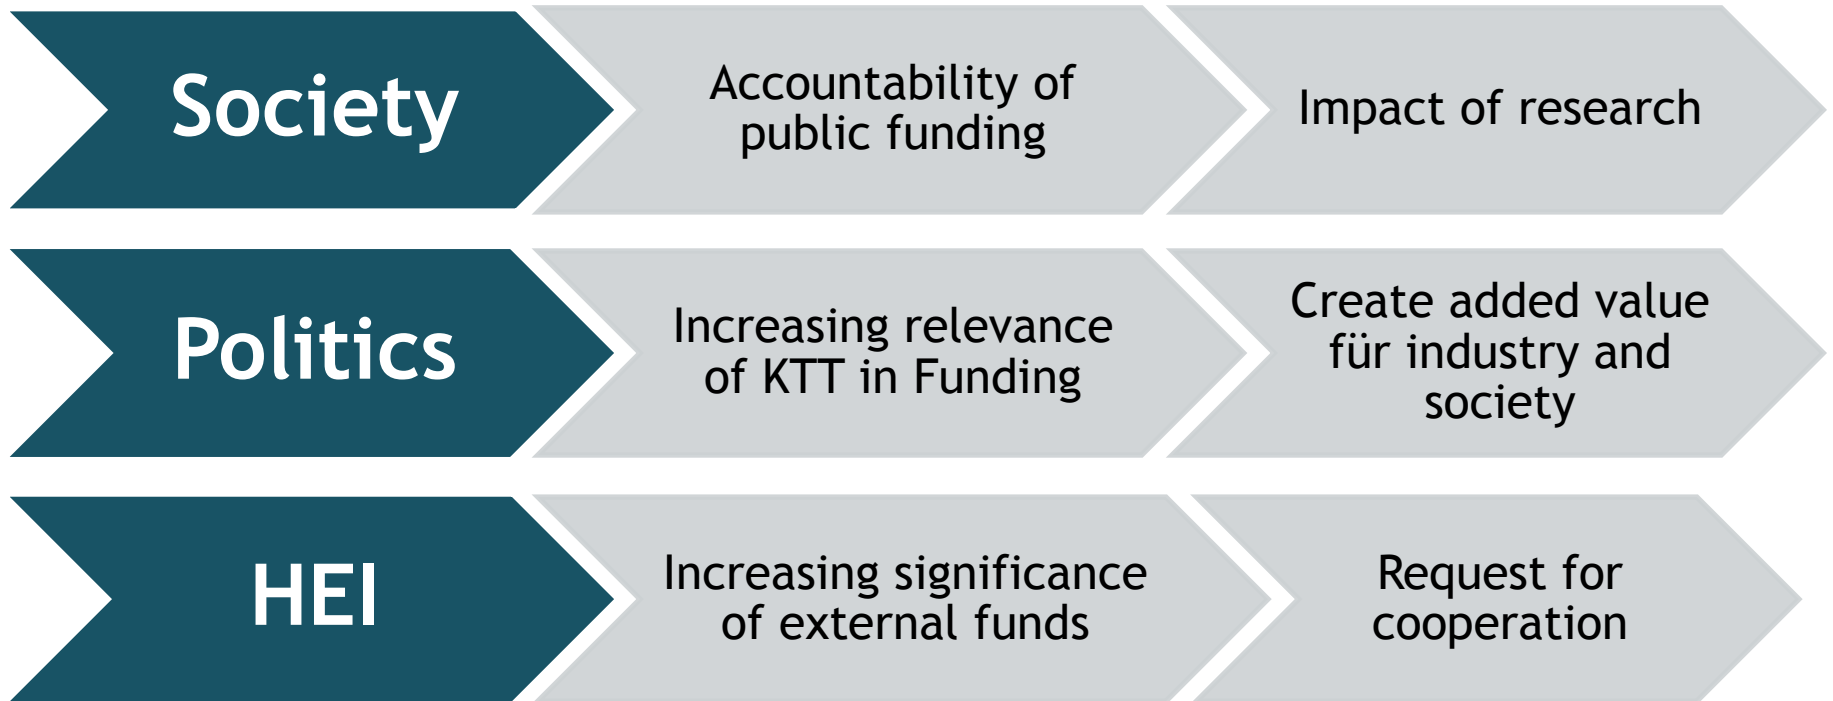 Society
Accountability of
public funding
Impact of research
Politics
Increasing relevance
of KTT in Funding
Create added value
für industry and
society
HEI
Increasing significance
of external funds
Request for
cooperation